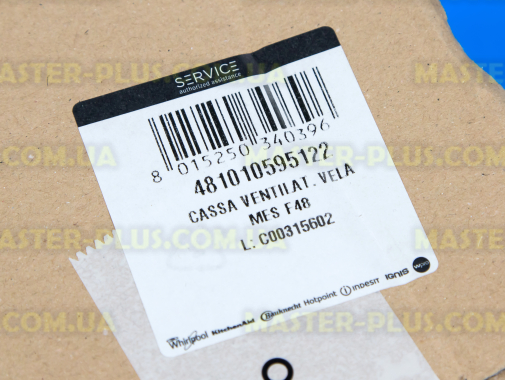 SERVICE
authorized assistance
8 015250 340396
481010595122
CASSA VENTILAT. VELA
MES F48
L: C00315602
Whirlpool KitchenAid Bauknecht Hotpoint indesit IGNIS
MASTER-PLUS.COM.UA